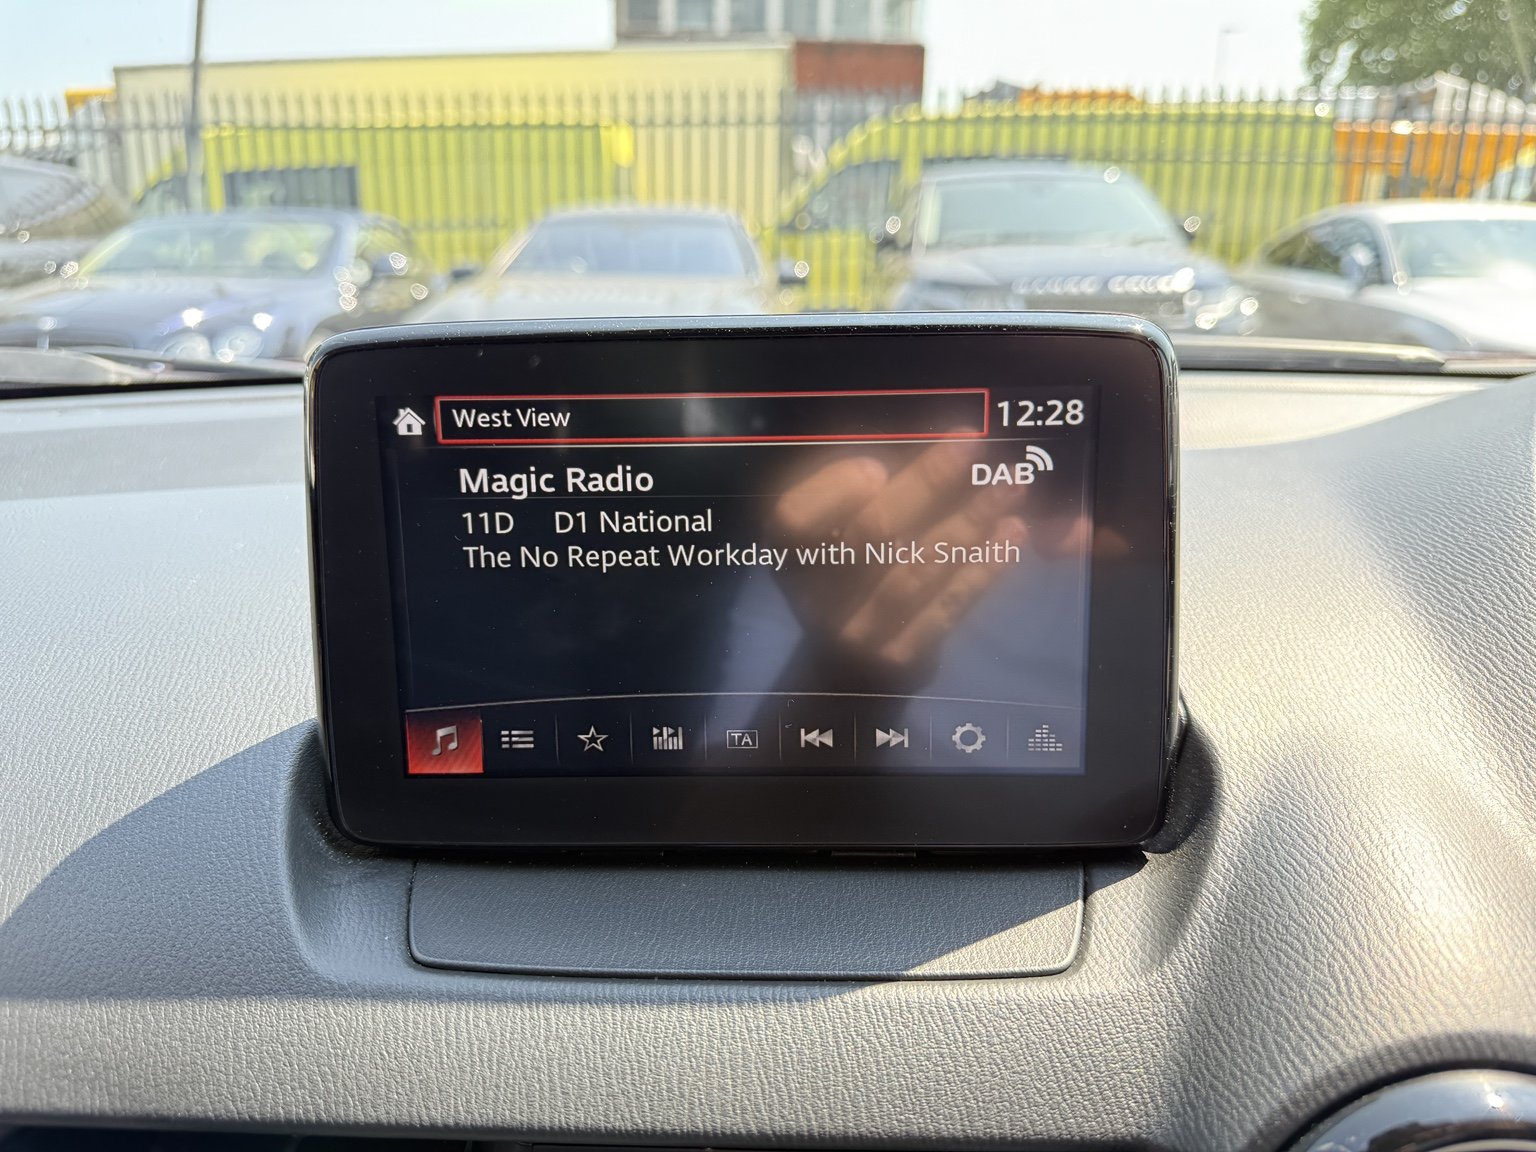 West View
12:28
Magic Radio
DAB
11D D1 National
The No Repeat Workday with Nick Snaith
TA